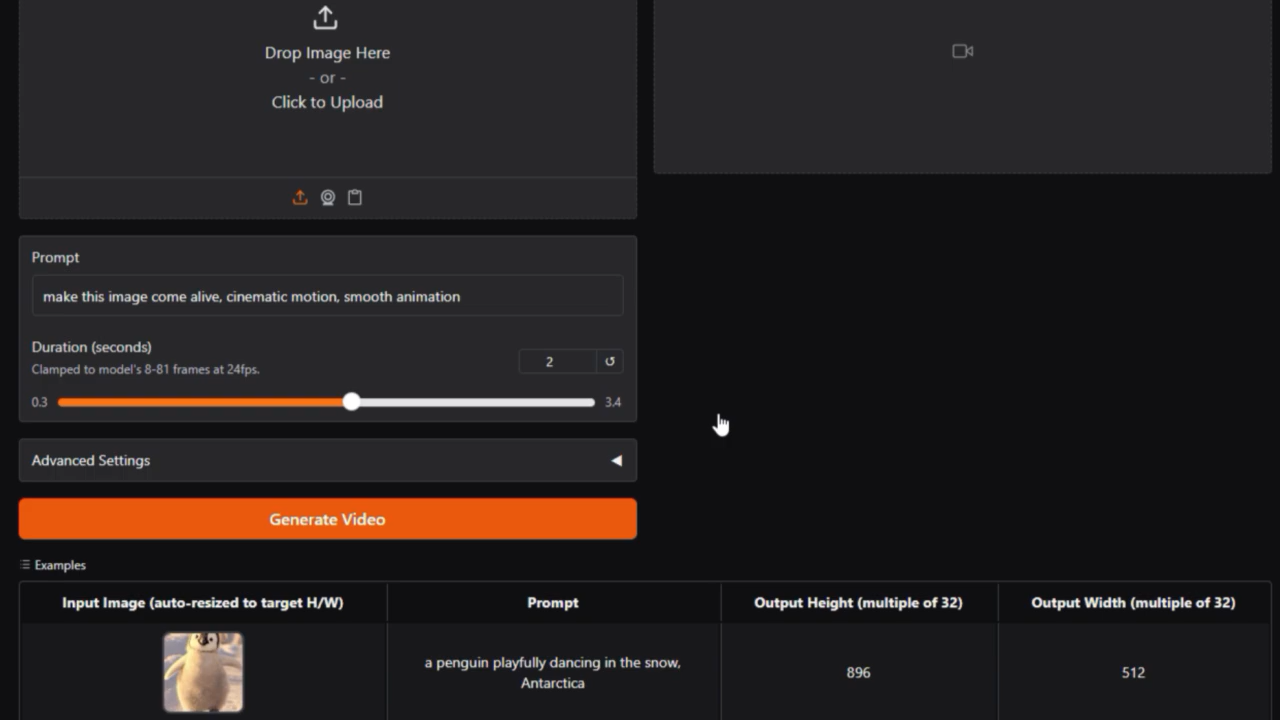 Drop Image Here
- or -
Click to Upload
Prompt
make this image come alive, cinematic motion, smooth animation
Duration (seconds)
2
Clamped to model's 8-81 frames at 24fps.
0.3
3.4
Advanced Settings
Generate Video
Examples
Input Image (auto-resized to target H/W)
Prompt
Output Height (multiple of 32)
Output Width (multiple of 32)
a penguin playfully dancing in the snow,
Antarctica
896
512